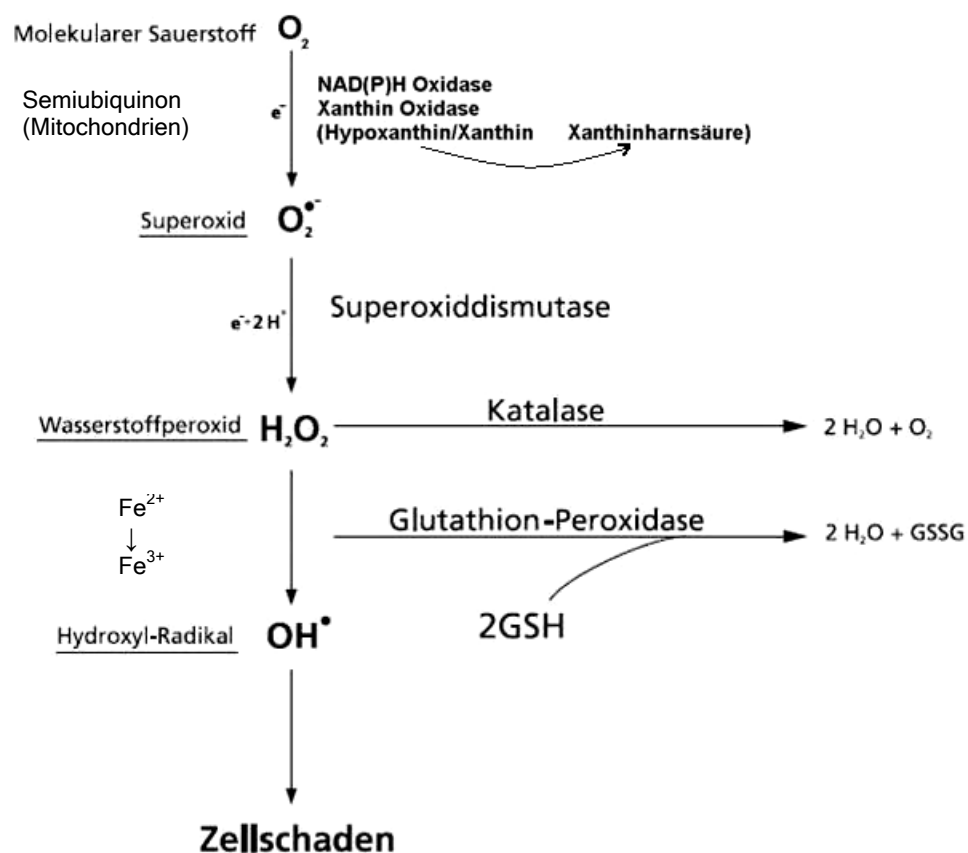 Molekularer Sauerstoff O₂
Semiubiquinon
(Mitochondrien)
e⁻
NAD(P)H Oxidase
Xanthin Oxidase
(Hypoxanthin/Xanthin Xanthinharnsäure)
Superoxid O₂•⁻
e⁻+2H⁺
Superoxiddismutase
Wasserstoffperoxid H₂O₂
Katalase
2 H₂O + O₂
Fe²⁺
↓
Fe³⁺
Glutathion-Peroxidase
2 H₂O + GSSG
2GSH
Hydroxyl-Radikal OH•
Zellschaden